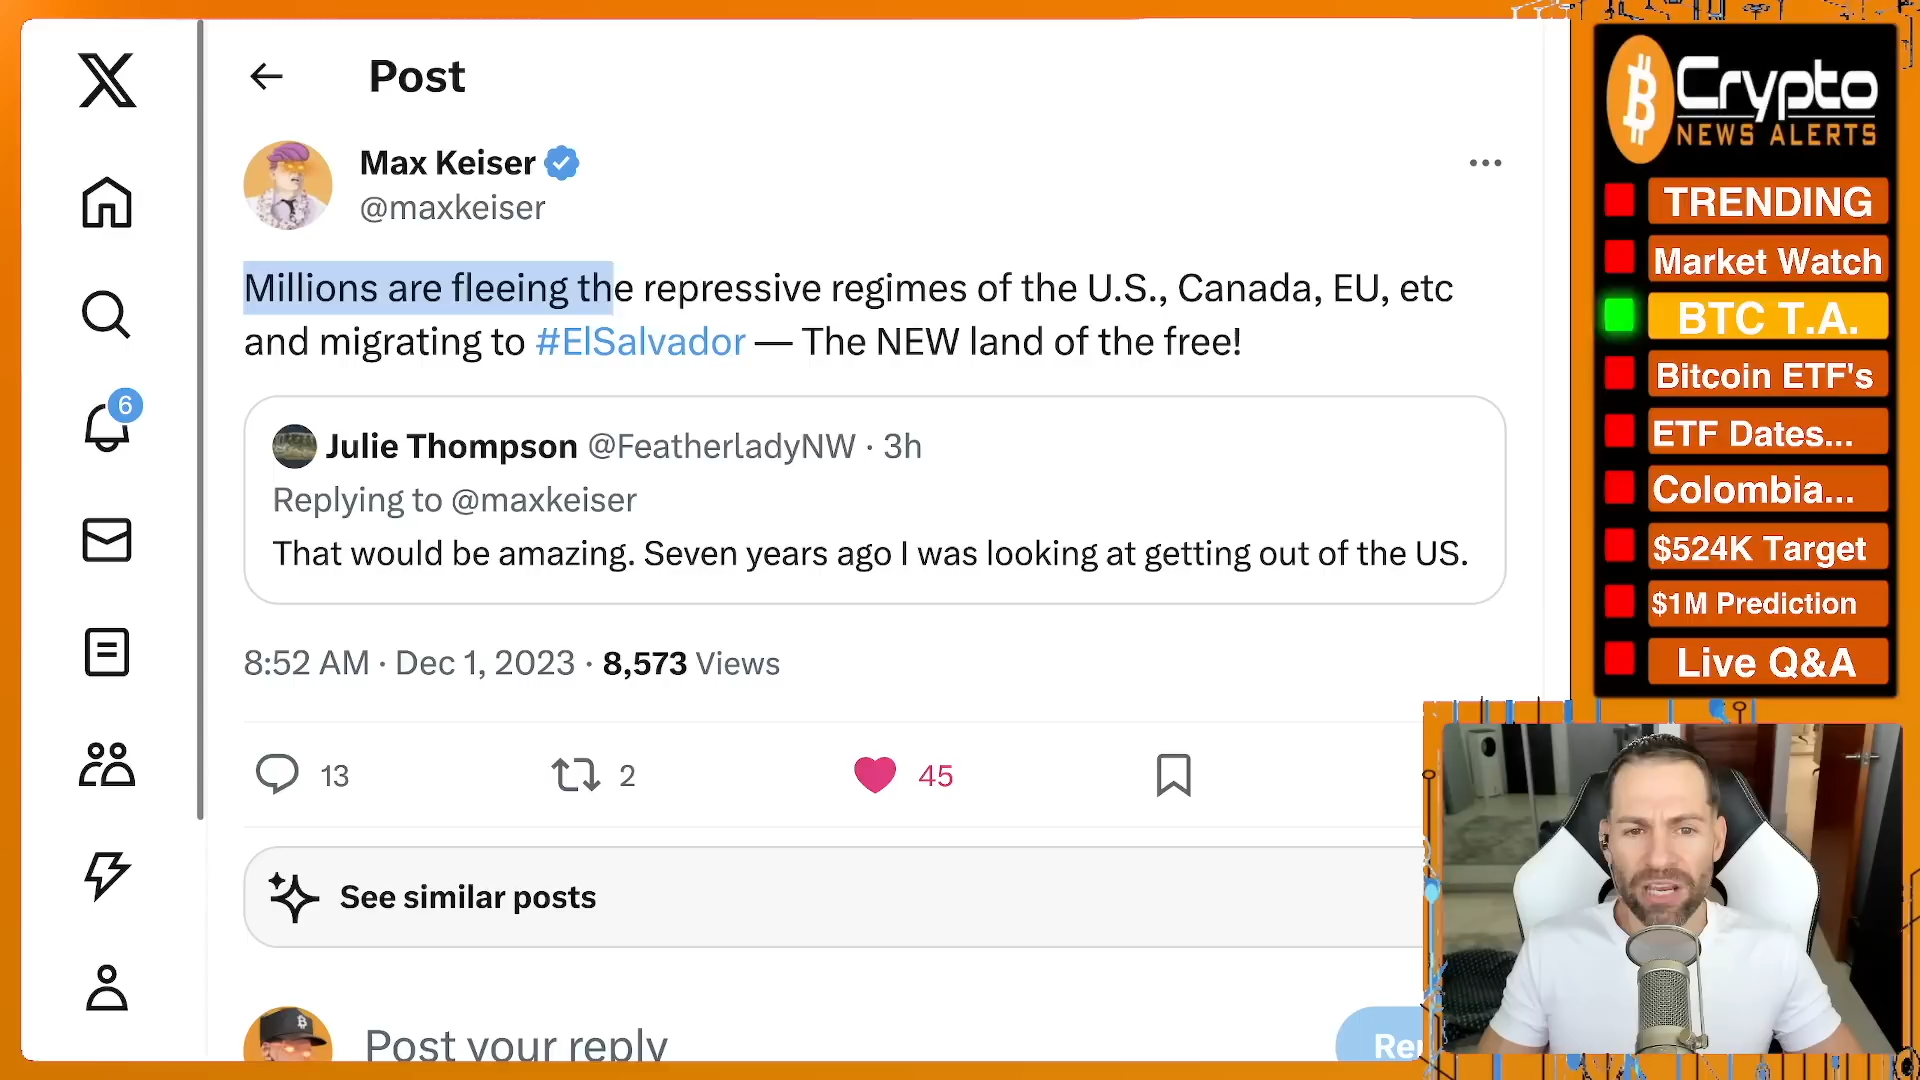 Post
Max Keiser
@maxkeiser
Millions are fleeing the repressive regimes of the U.S., Canada, EU, etc
and migrating to #ElSalvador — The NEW land of the free!
Julie Thompson @FeatherladyNW · 3h
Replying to @maxkeiser
That would be amazing. Seven years ago I was looking at getting out of the US.
8:52 AM · Dec 1, 2023 · 8,573 Views
13
2
45
See similar posts
Post your reply
6
Crypto
NEWS ALERTS
TRENDING
Market Watch
BTC T.A.
Bitcoin ETF's
ETF Dates...
Colombia...
$524K Target
$1M Prediction
Live Q&A